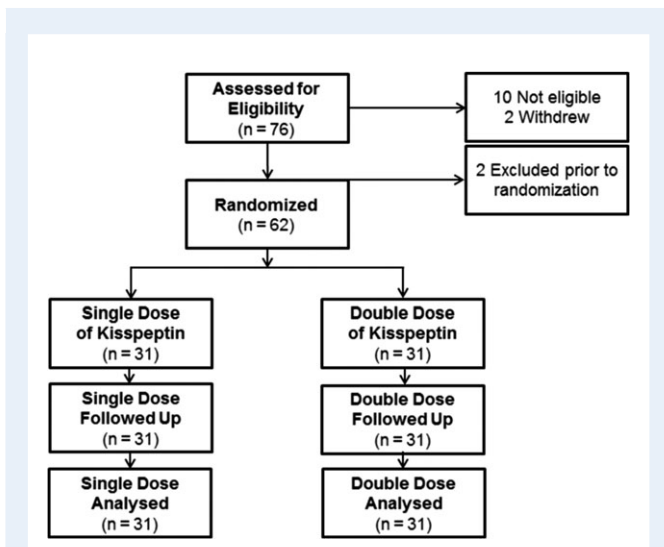 Assessed for
Eligibility
(n = 76)
10 Not eligible
2 Withdrew
2 Excluded prior to
randomization
Randomized
(n = 62)
Single Dose
of Kisspeptin
(n = 31)
Double Dose
of Kisspeptin
(n = 31)
Single Dose
Followed Up
(n = 31)
Double Dose
Followed Up
(n = 31)
Single Dose
Analysed
(n = 31)
Double Dose
Analysed
(n = 31)